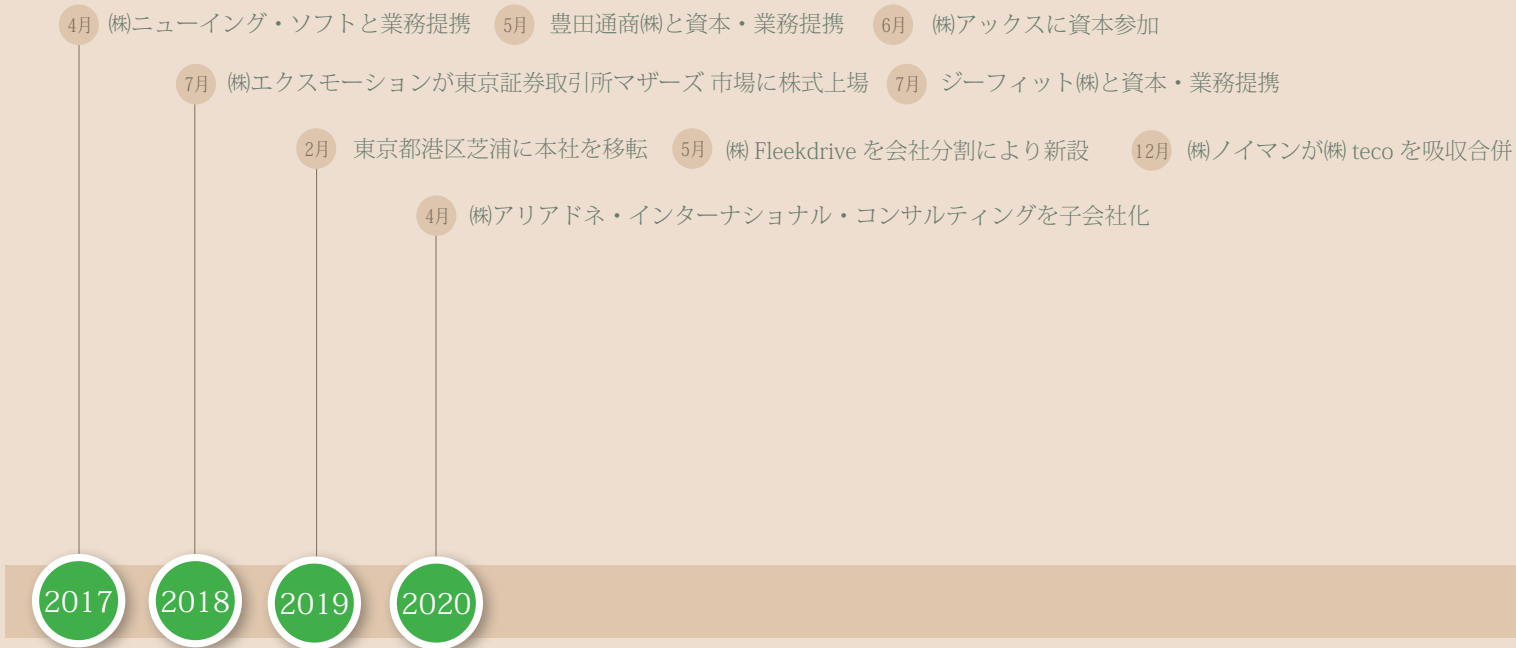 4月 ㈱ニューイング・ソフトと業務提携 5月 豊田通商㈱と資本・業務提携 6月 ㈱アックスに資本参加
7月 ㈱エクスモーションが東京証券取引所マザーズ 市場に株式上場 7月 ジーフィット㈱と資本・業務提携
2月 東京都港区芝浦に本社を移転 5月 ㈱ Fleekdrive を会社分割により新設 12月 ㈱ノイマンが㈱ teco を吸収合併
4月 ㈱アリアドネ・インターナショナル・コンサルティングを子会社化
2017 2018 2019 2020